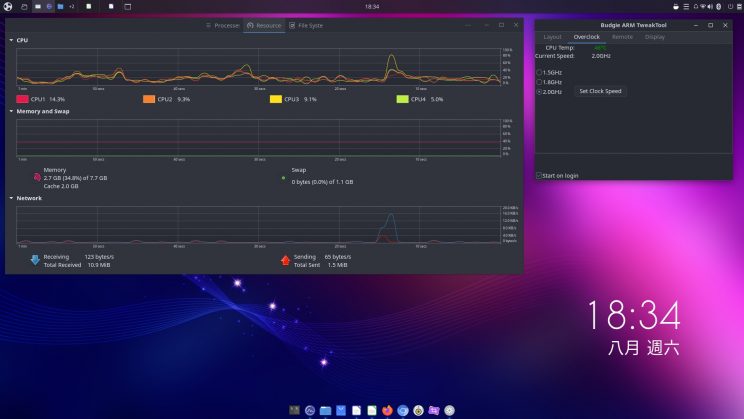 +2
18:34
Processe
Resource
File Syste
CPU
100 %
80 %
60 %
40 %
20 %
0 %
1 min
50 secs
40 secs
30 secs
20 secs
10 secs
CPU1 14.3%
CPU2 9.3%
CPU3 9.1%
CPU4 5.0%
Memory and Swap
100 %
80 %
60 %
40 %
20 %
0 %
1 min
50 secs
40 secs
30 secs
20 secs
10 secs
Memory
2.7 GB (34.8%) of 7.7 GB
Cache 2.0 GB
Swap
0 bytes (0.0%) of 1.1 GB
Network
20.0 KiB/s
16.0 KiB/s
12.0 KiB/s
8.0 KiB/s
4.0 KiB/s
0 bytes/s
1 min
50 secs
40 secs
30 secs
20 secs
10 secs
Receiving 123 bytes/s
Total Received 10.9 MiB
Sending 65 bytes/s
Total Sent 1.5 MiB
Budgie ARM TweakTool
Layout
Overclock
Remote
Display
CPU Temp:
Current Speed: 2.00GHz
1.5GHz
1.8GHz
2.0GHz
Set Clock Speed
Start on login
18:34
八月 週六